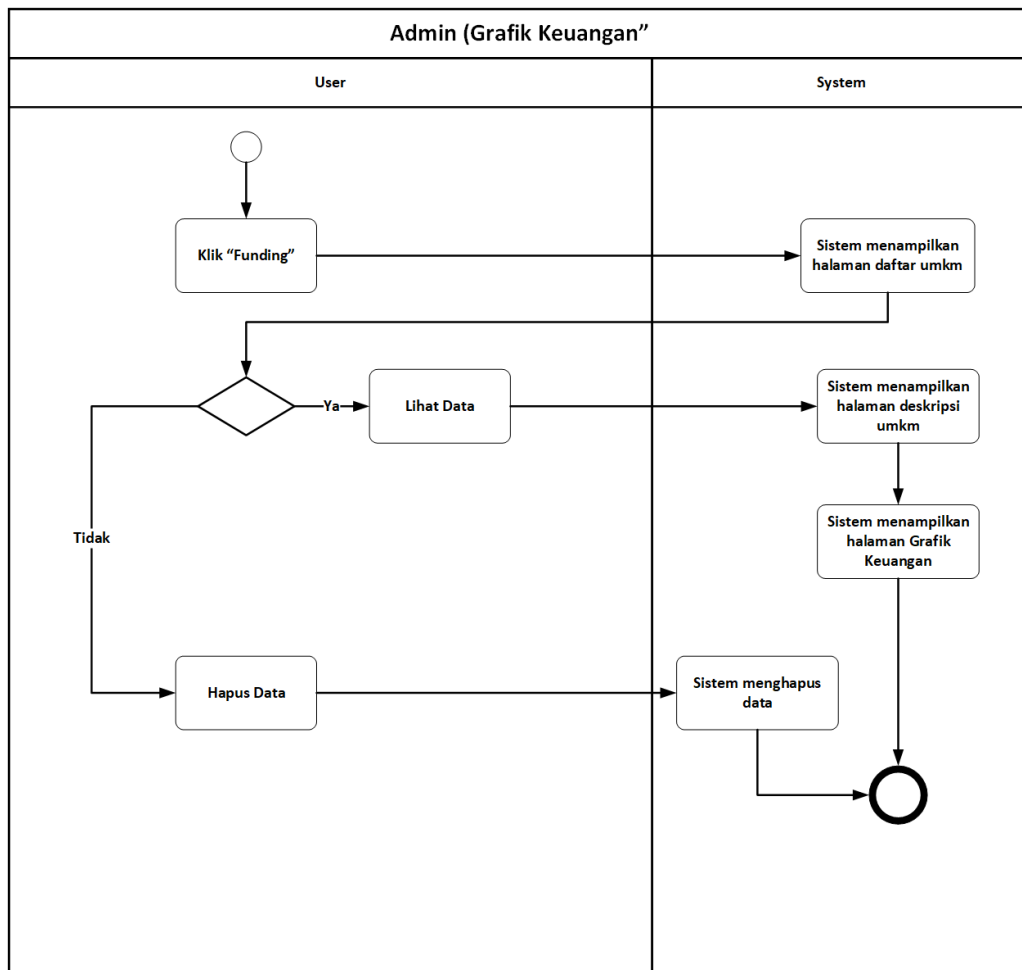 Admin (Grafik Keuangan”
User
System
Klik “Funding”
Sistem menampilkan
halaman daftar umkm
Ya
Lihat Data
Sistem menampilkan
halaman deskripsi
umkm
Tidak
Sistem menampilkan
halaman Grafik
Keuangan
Hapus Data
Sistem menghapus
data